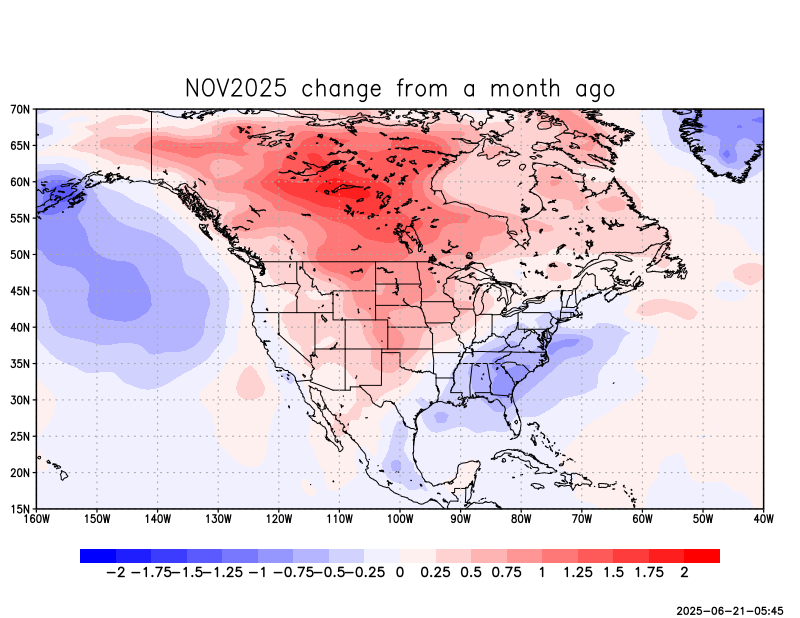 NOV2025 change from a month ago
70N
65N
60N
55N
50N
45N
40N
35N
30N
25N
20N
15N
160W 150W 140W 130W 120W 110W 100W 90W 80W 70W 60W 50W 40W
−2 −1.75 −1.5 −1.25 −1 −0.75 −0.5 −0.25 0 0.25 0.5 0.75 1 1.25 1.5 1.75 2
2025−06−21−05:45